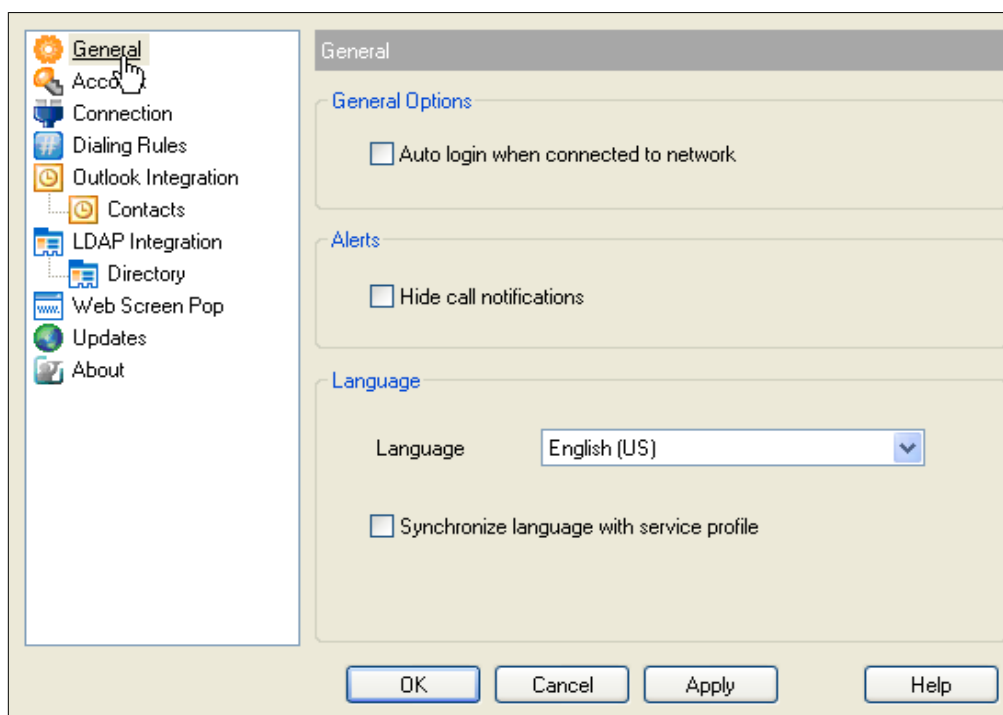 General
Connection
Dialing Rules
Outlook Integration
Contacts
LDAP Integration
Directory
www. Web Screen Pop
Updates
About
General
General Options
Auto login when connected to network
Alerts
Hide call notifications
Language
Language English (US)
Synchronize language with service profile
OK Cancel Apply Help